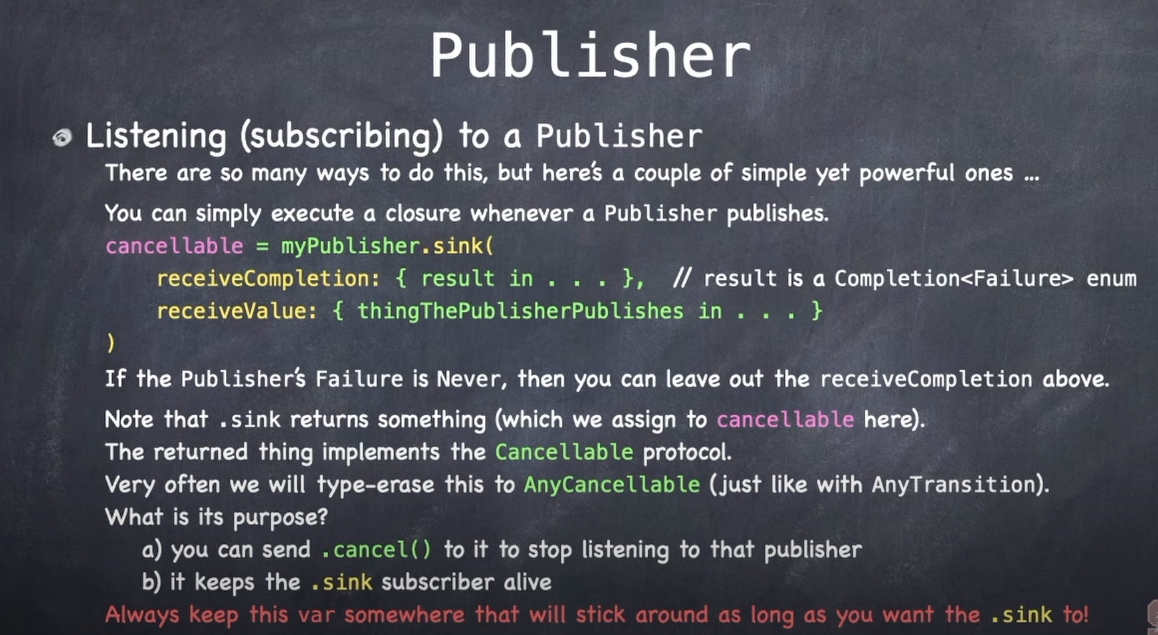 Publisher
Listening (subscribing) to a Publisher
There are so many ways to do this, but here's a couple of simple yet powerful ones ...
You can simply execute a closure whenever a Publisher publishes.
cancellable = myPublisher.sink(
receiveCompletion: { result in . . . }, // result is a Completion<Failure> enum
receiveValue: { thingThePublisherPublishes in . . . }
)
If the Publisher's Failure is Never, then you can leave out the receiveCompletion above.
Note that .sink returns something (which we assign to cancellable here).
The returned thing implements the Cancellable protocol.
Very often we will type-erase this to AnyCancellable (just like with AnyTransition).
What is its purpose?
a) you can send .cancel() to it to stop listening to that publisher
b) it keeps the .sink subscriber alive
Always keep this var somewhere that will stick around as long as you want the .sink to!